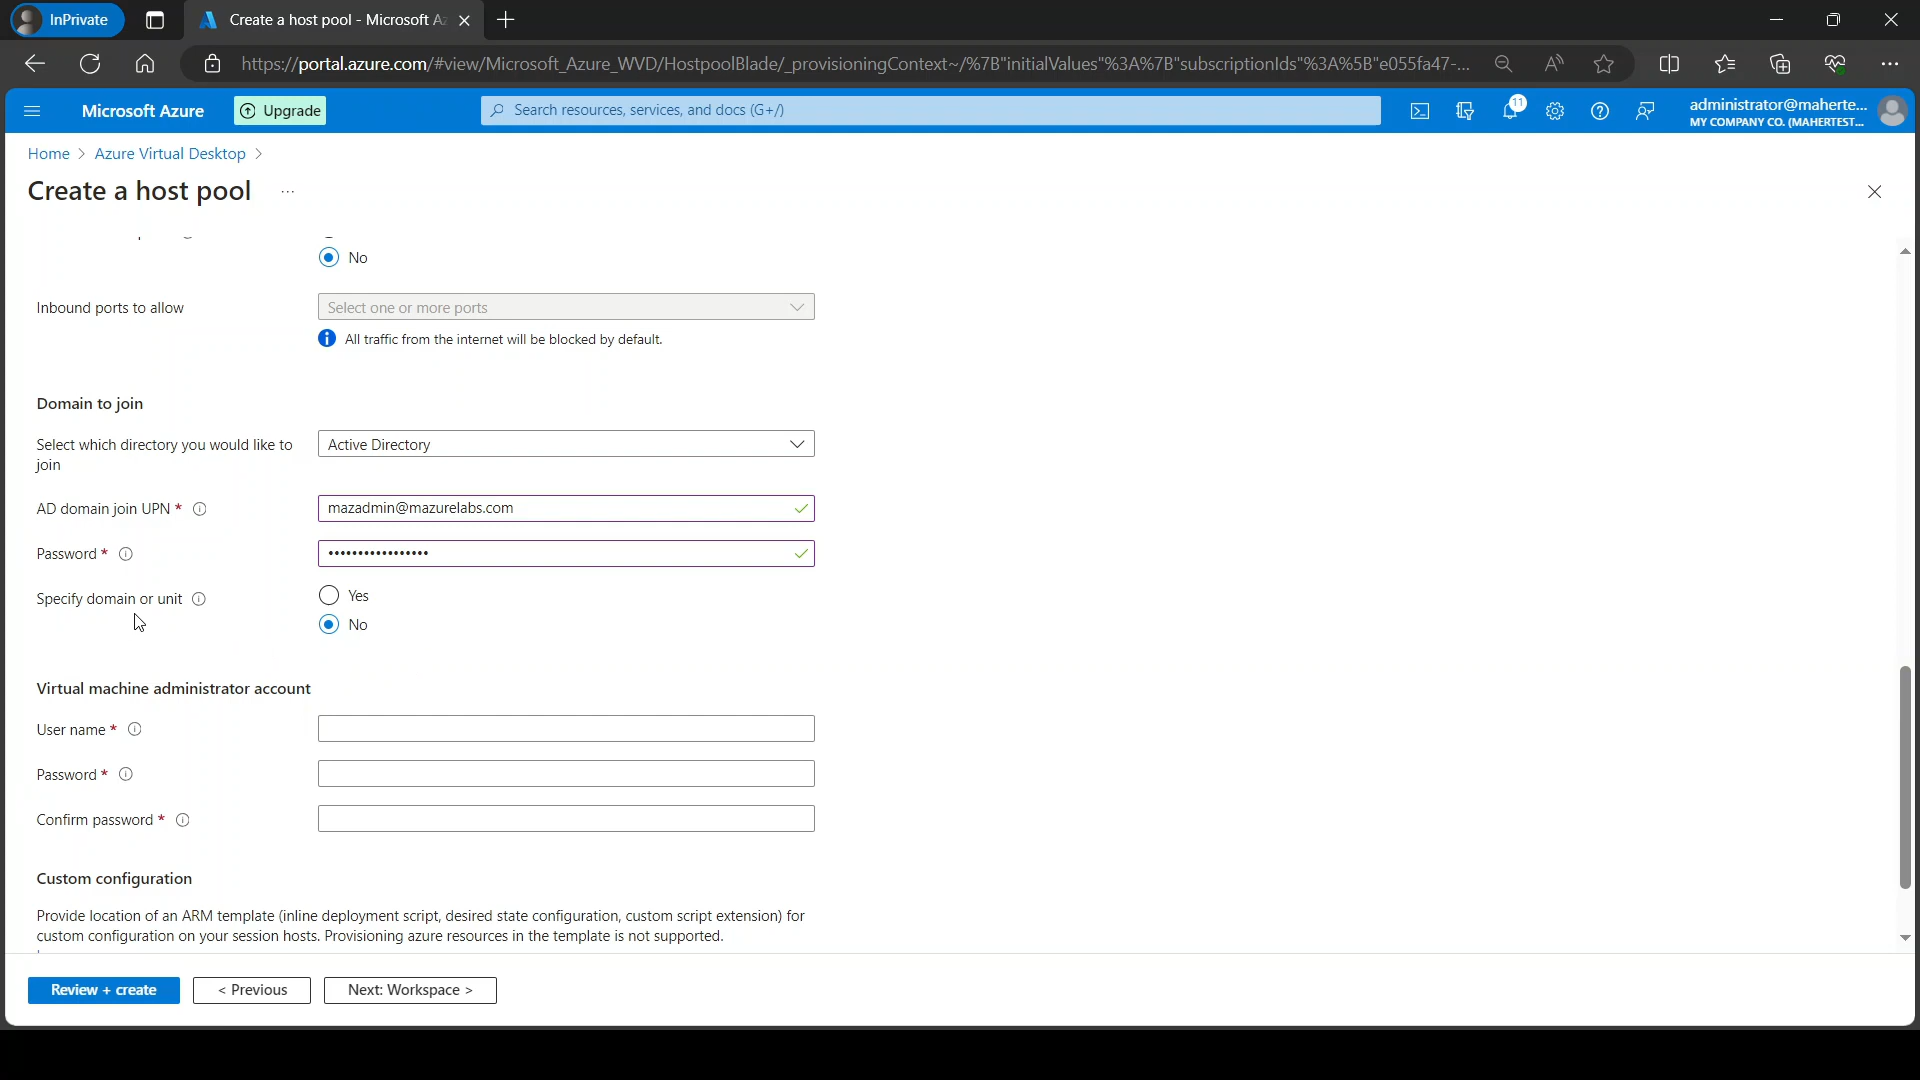 InPrivate
Create a host pool - Microsoft Az
https://portal.azure.com/#view/Microsoft_Azure_WVD/HostpoolBlade/_provisioningContext~/%7B"initialValues"%3A%7B"subscriptionIds"%3A%5B"e055fa47-...
Microsoft Azure
Upgrade
Search resources, services, and docs (G+/)
11
administrator@maherte...
MY COMPANY CO. (MAHERTEST...
Home > Azure Virtual Desktop >
Create a host pool ...
No
Inbound ports to allow
Select one or more ports
All traffic from the internet will be blocked by default.
Domain to join
Select which directory you would like to
join
Active Directory
AD domain join UPN *
mazadmin@mazurelabs.com
Password *
•••••••••••••••••
Specify domain or unit
Yes
No
Virtual machine administrator account
User name *
Password *
Confirm password *
Custom configuration
Provide location of an ARM template (inline deployment script, desired state configuration, custom script extension) for
custom configuration on your session hosts. Provisioning azure resources in the template is not supported.
Review + create
< Previous
Next: Workspace >